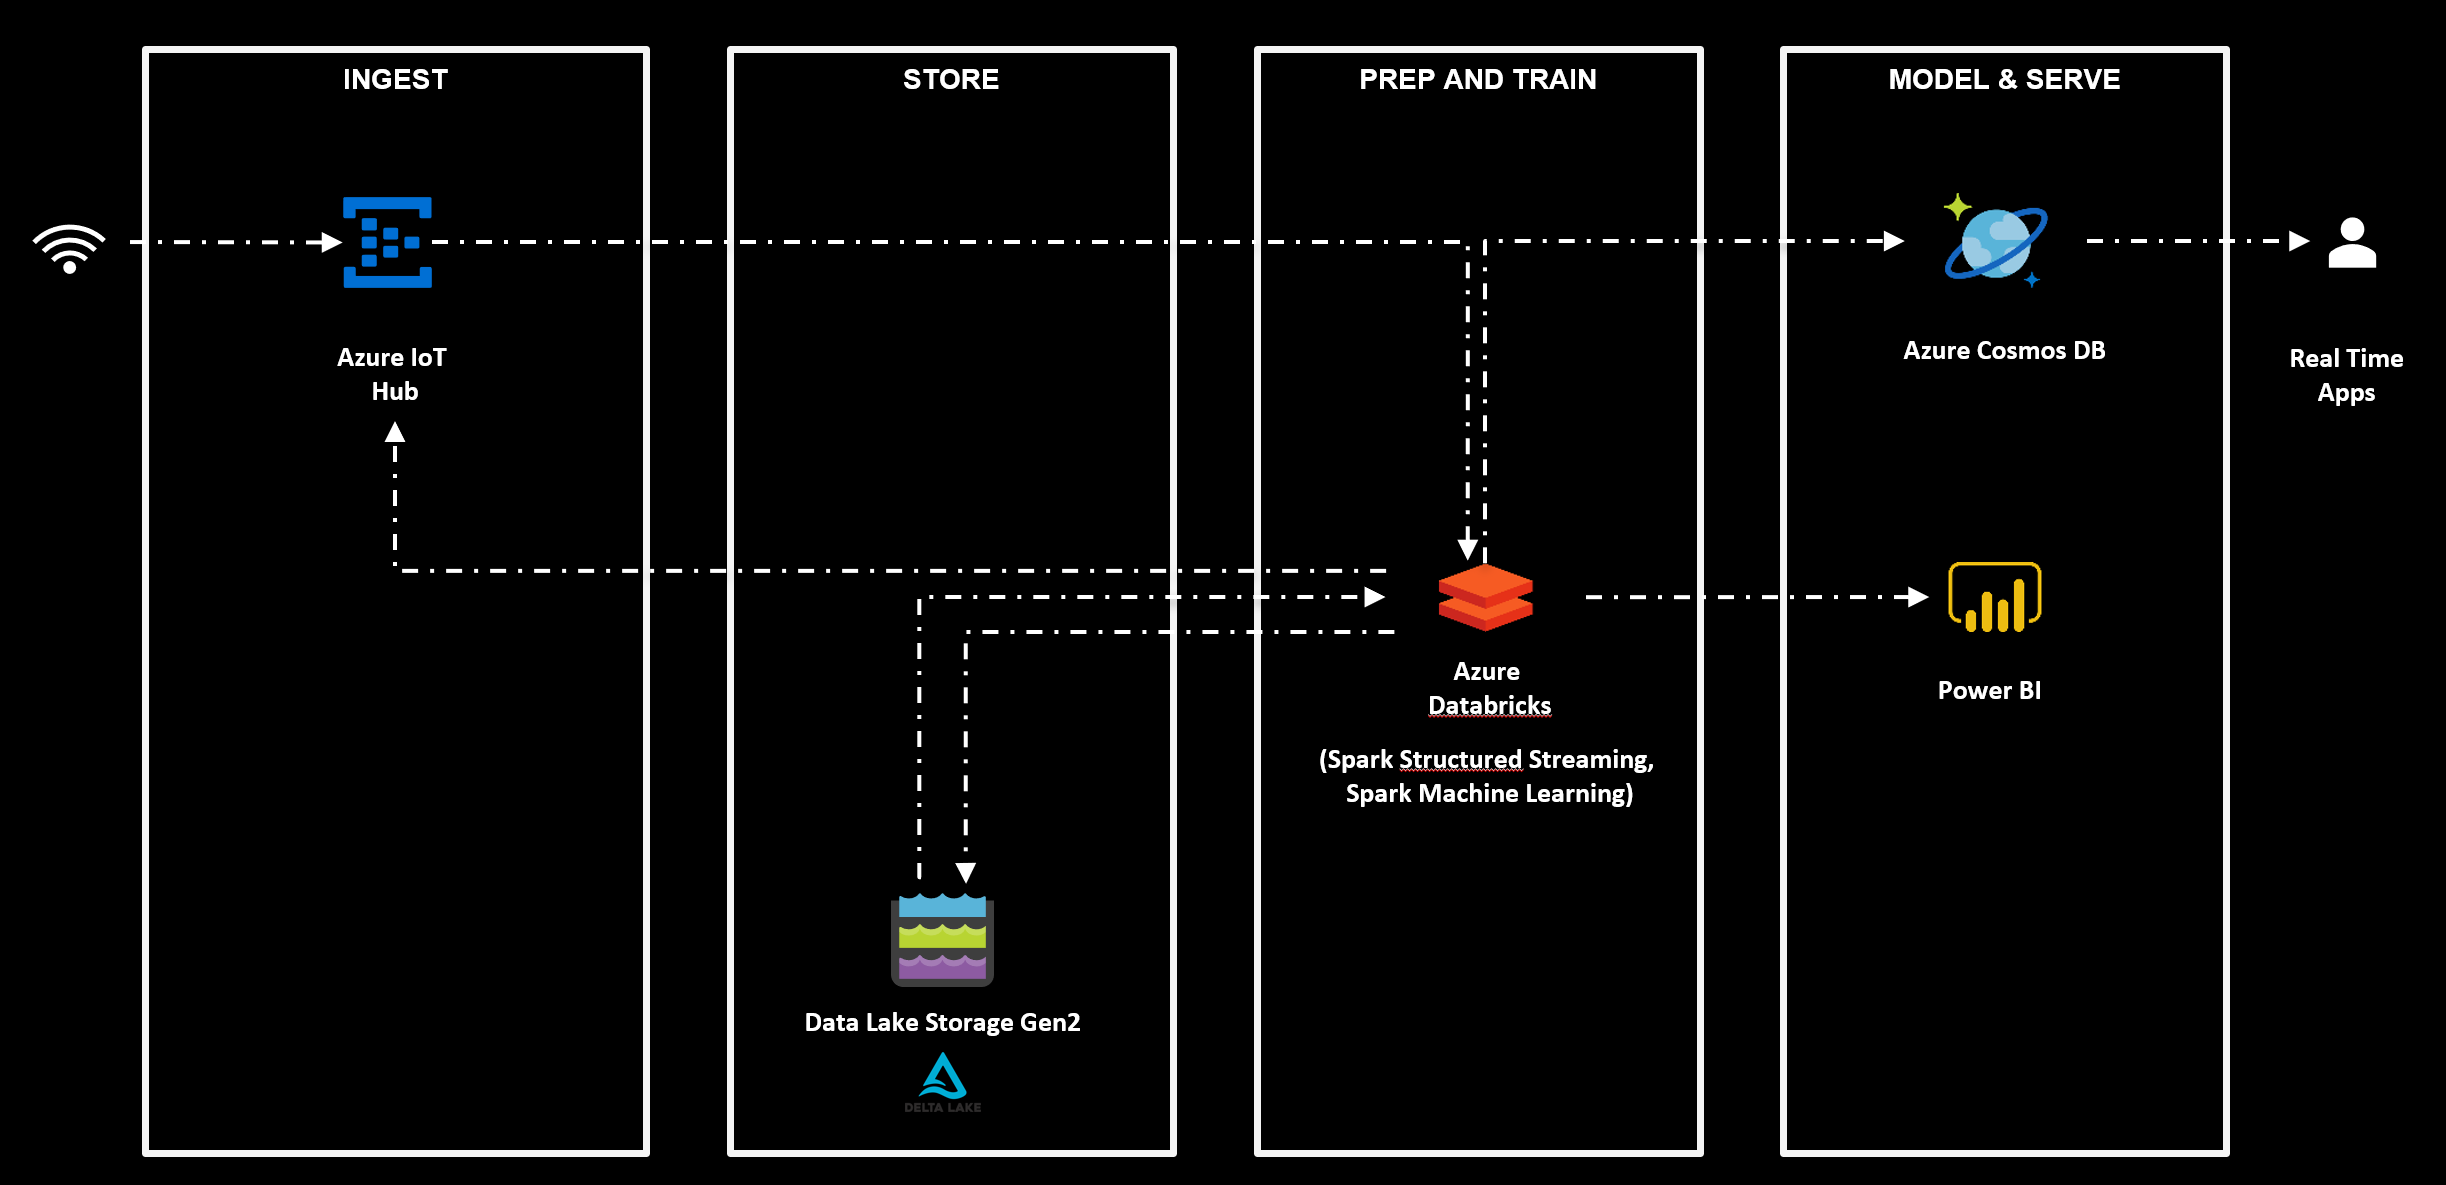 INGEST
STORE
PREP AND TRAIN
MODEL & SERVE
Azure IoT
Hub
Azure Cosmos DB
Real Time
Apps
Azure
Databricks
(Spark Structured Streaming,
Spark Machine Learning)
Power BI
Data Lake Storage Gen2
DELTA LAKE